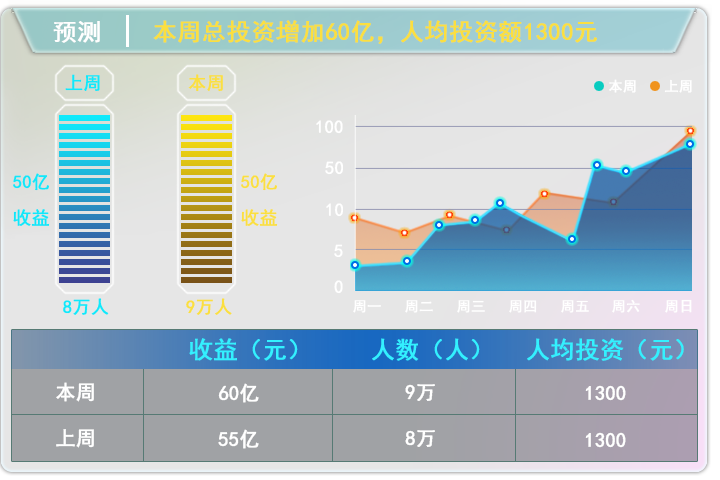 预测 本周总投资增加60亿，人均投资额1300元
上周 本周
本周 上周
50亿 收益
8万人
50亿 收益
9万人
100
50
10
5
0
周一 周二 周三 周四 周五 周六 周日
收益（元） 人数（人） 人均投资（元）
本周 60亿 9万 1300
上周 55亿 8万 1300